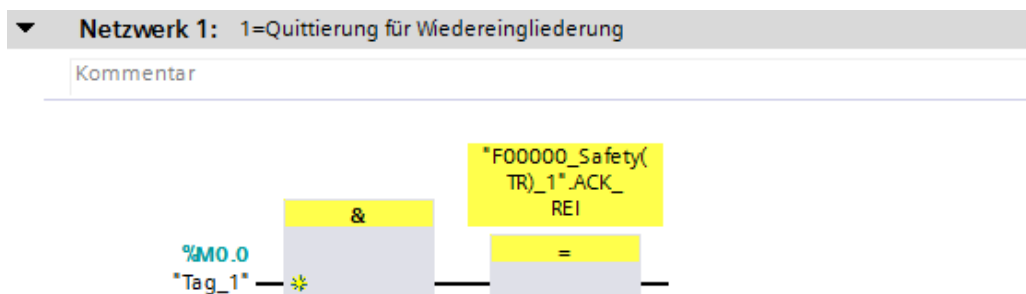 Netzwerk 1: 1=Quittierung für Wiedereingliederung
Kommentar
"F00000_Safety(
TR)_1".ACK_
REI
&
%M0.0
=
"Tag_1"